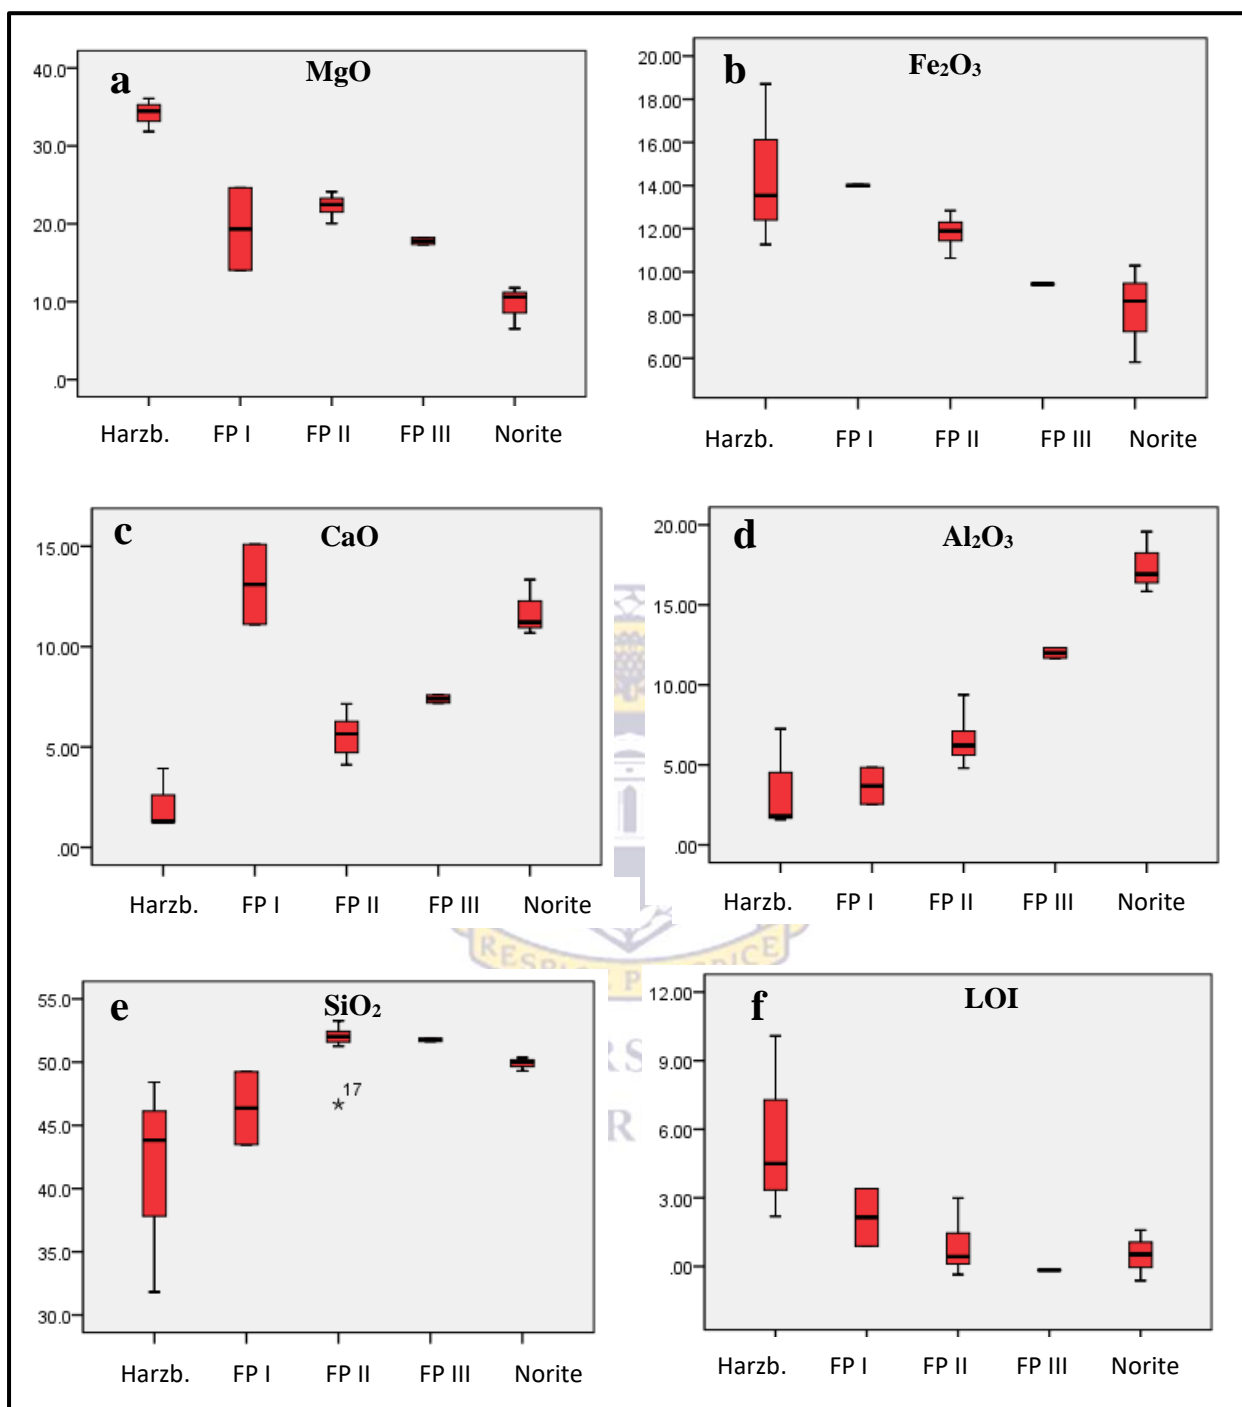 a MgO
40.0
30.0
20.0
10.0
.0
Harzb. FP I FP II FP III Norite
b Fe₂O₃
20.00
18.00
16.00
14.00
12.00
10.00
8.00
6.00
Harzb. FP I FP II FP III Norite
c CaO
15.00
10.00
5.00
.00
Harzb. FP I FP II FP III Norite
d Al₂O₃
20.00
15.00
10.00
5.00
.00
Harzb. FP I FP II FP III Norite
e SiO₂
55.0
50.0
45.0
40.0
35.0
30.0
17
Harzb. FP I FP II FP III Norite
f LOI
12.00
9.00
6.00
3.00
.00
Harzb. FP I FP II FP III Norite